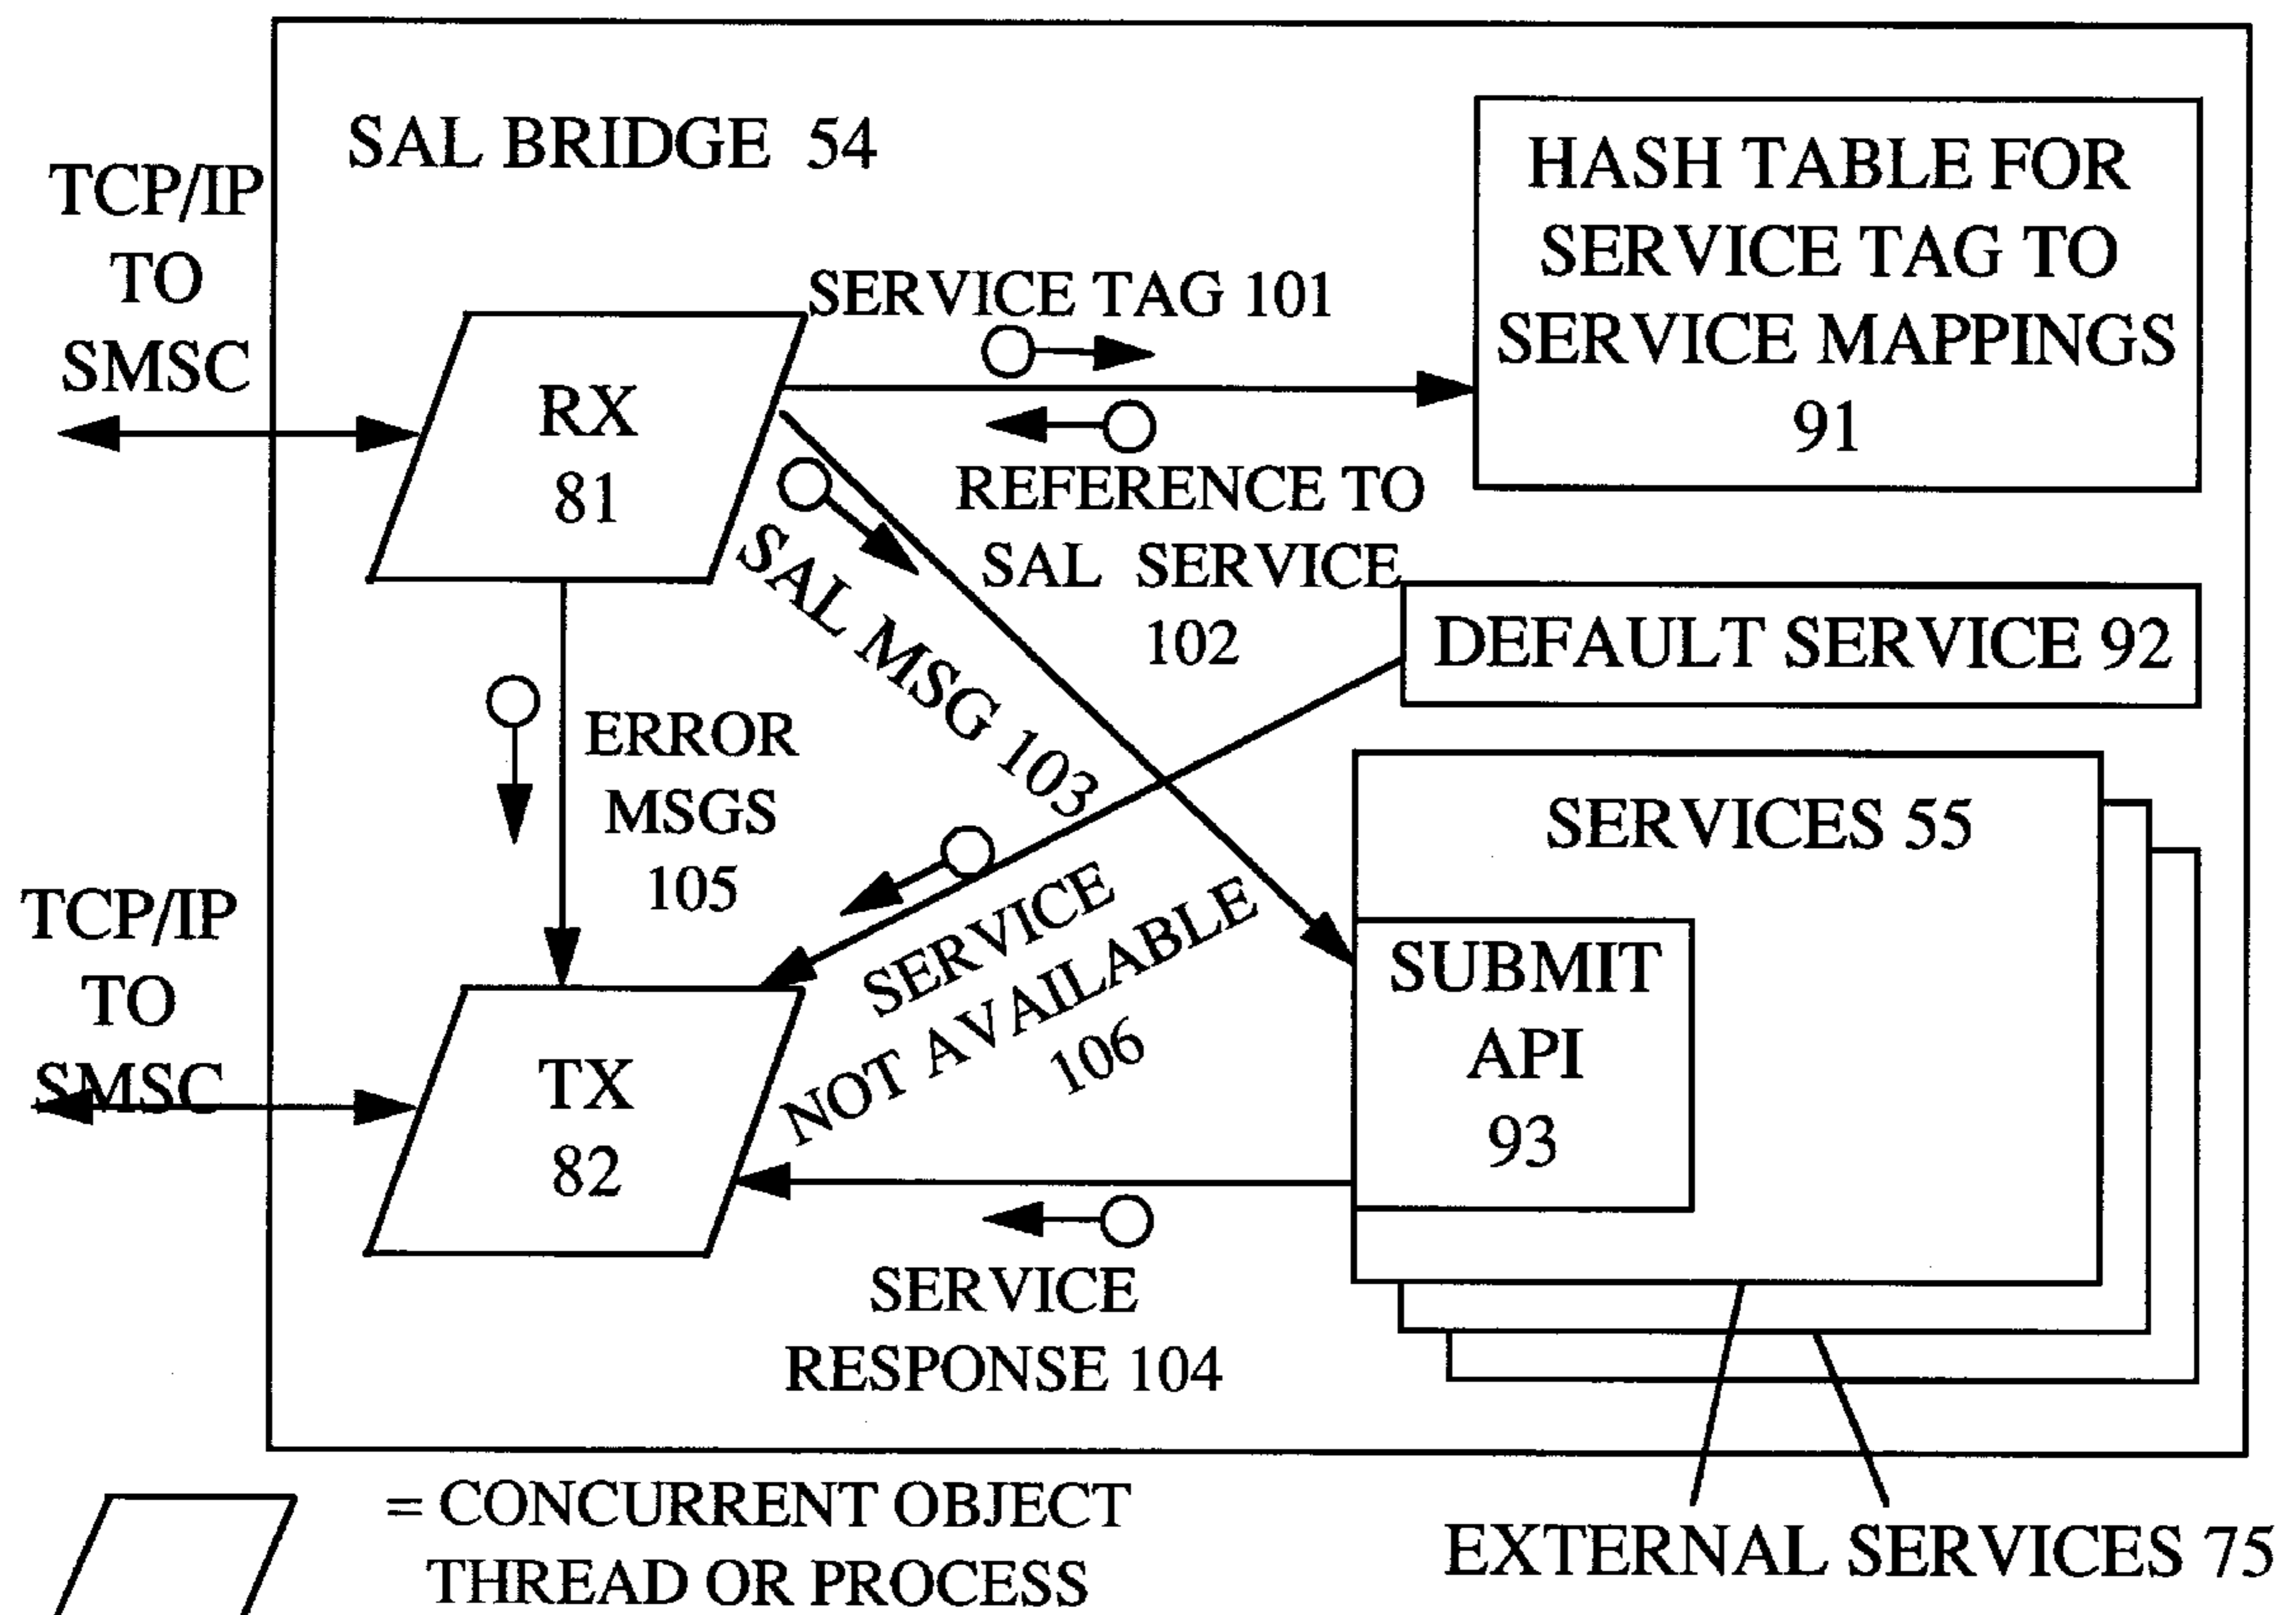 SAL BRIDGE 54
TCP/IP
TO
SMSC
HASH TABLE FOR
SERVICE TAG TO
SERVICE MAPPINGS
91
SERVICE TAG 101
RX
81
REFERENCE TO
SAL SERVICE
102
SAL MSG 103
DEFAULT SERVICE 92
ERROR
MSGS
105
SERVICES 55
TCP/IP
TO
SMSC
SERVICE
NOT AVAILABLE
106
SUBMIT
API
93
TX
82
SERVICE
RESPONSE 104
= CONCURRENT OBJECT
THREAD OR PROCESS
EXTERNAL SERVICES 75